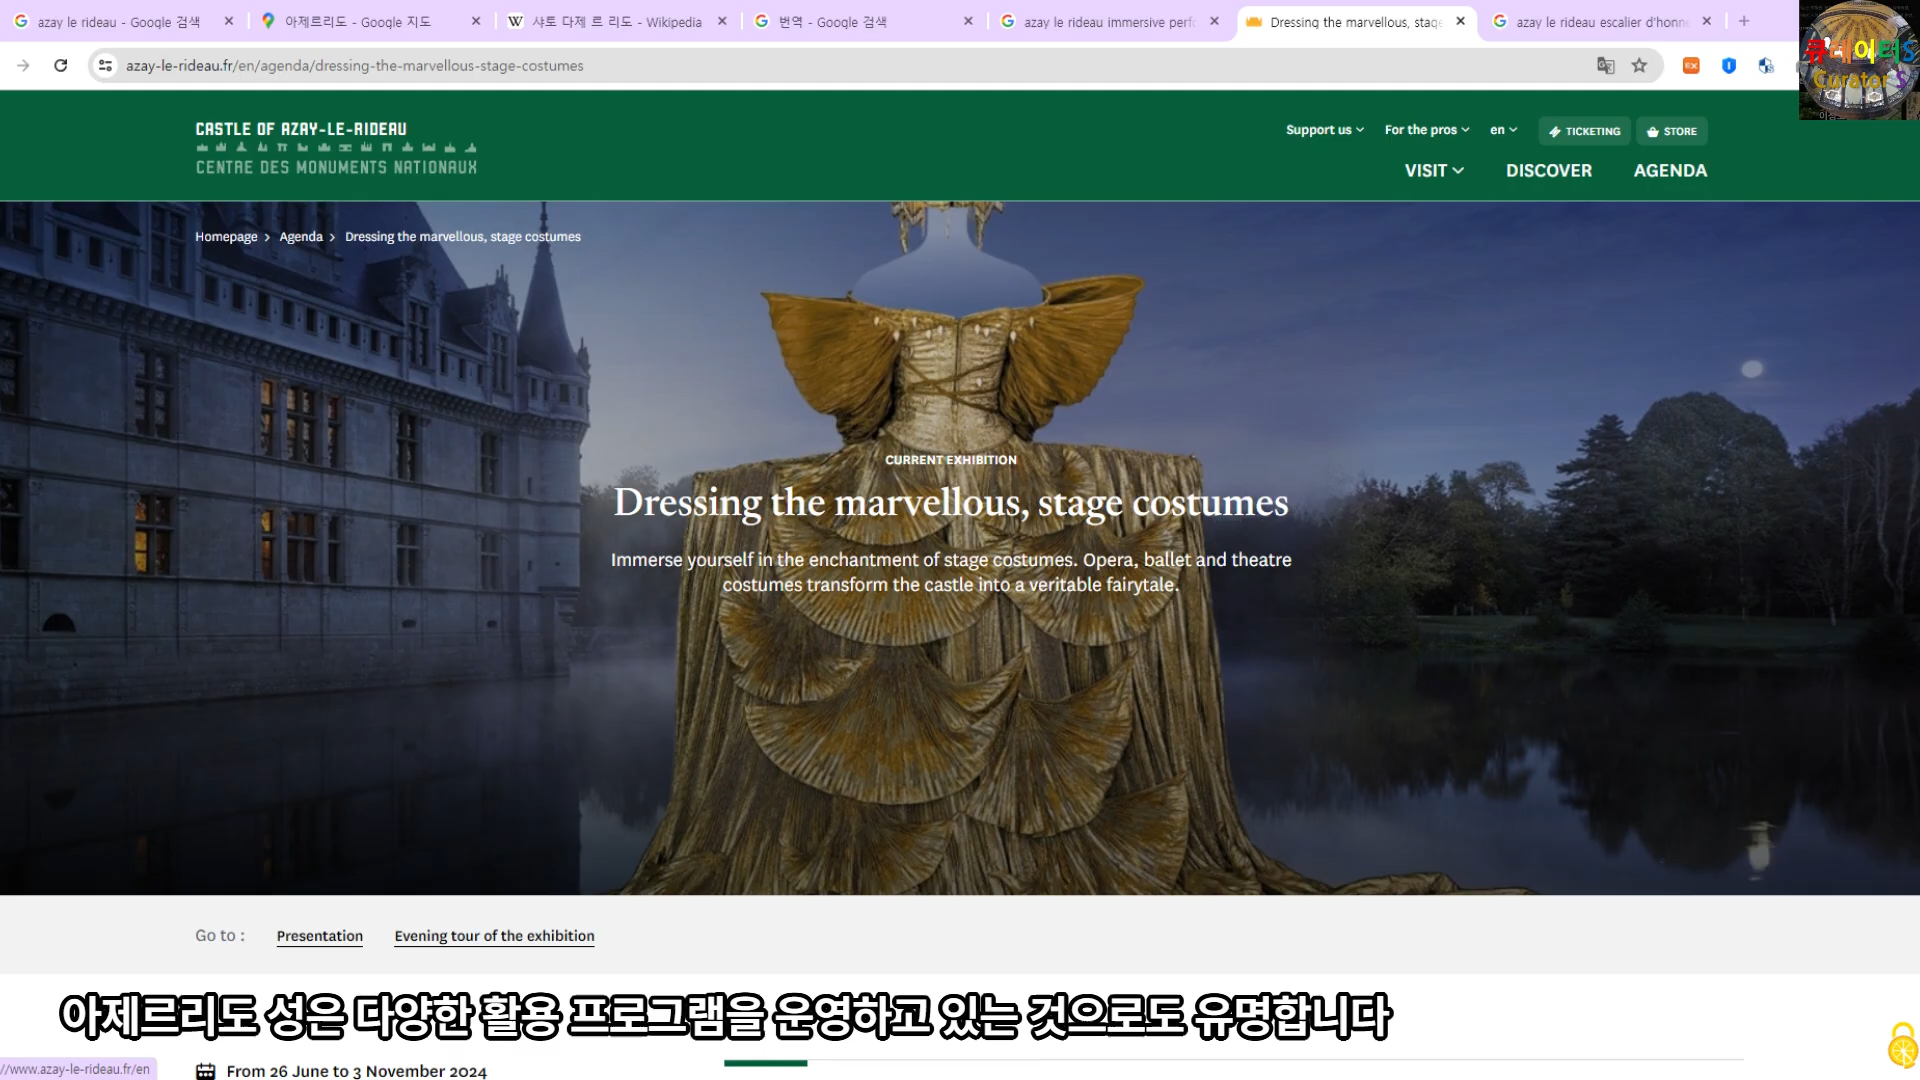 azay le rideau - Google 검색
아제르리도 - Google 지도
샤토 다제 르 리도 - Wikipedia
번역 - Google 검색
azay le rideau immersive perfo
Dressing the marvellous, stage
azay le rideau escalier d'honne
azay-le-rideau.fr/en/agenda/dressing-the-marvellous-stage-costumes
큐레이터S
Curator S
CASTLE OF AZAY-LE-RIDEAU
CENTRE DES MONUMENTS NATIONAUX
Support us
For the pros
en
TICKETING
STORE
VISIT
DISCOVER
AGENDA
Homepage > Agenda > Dressing the marvellous, stage costumes
CURRENT EXHIBITION
Dressing the marvellous, stage costumes
Immerse yourself in the enchantment of stage costumes. Opera, ballet and theatre
costumes transform the castle into a veritable fairytale.
Go to :
Presentation
Evening tour of the exhibition
아제르리도 성은 다양한 활용 프로그램을 운영하고 있는 것으로도 유명합니다
//www.azay-le-rideau.fr/en
From 26 June to 3 November 2024